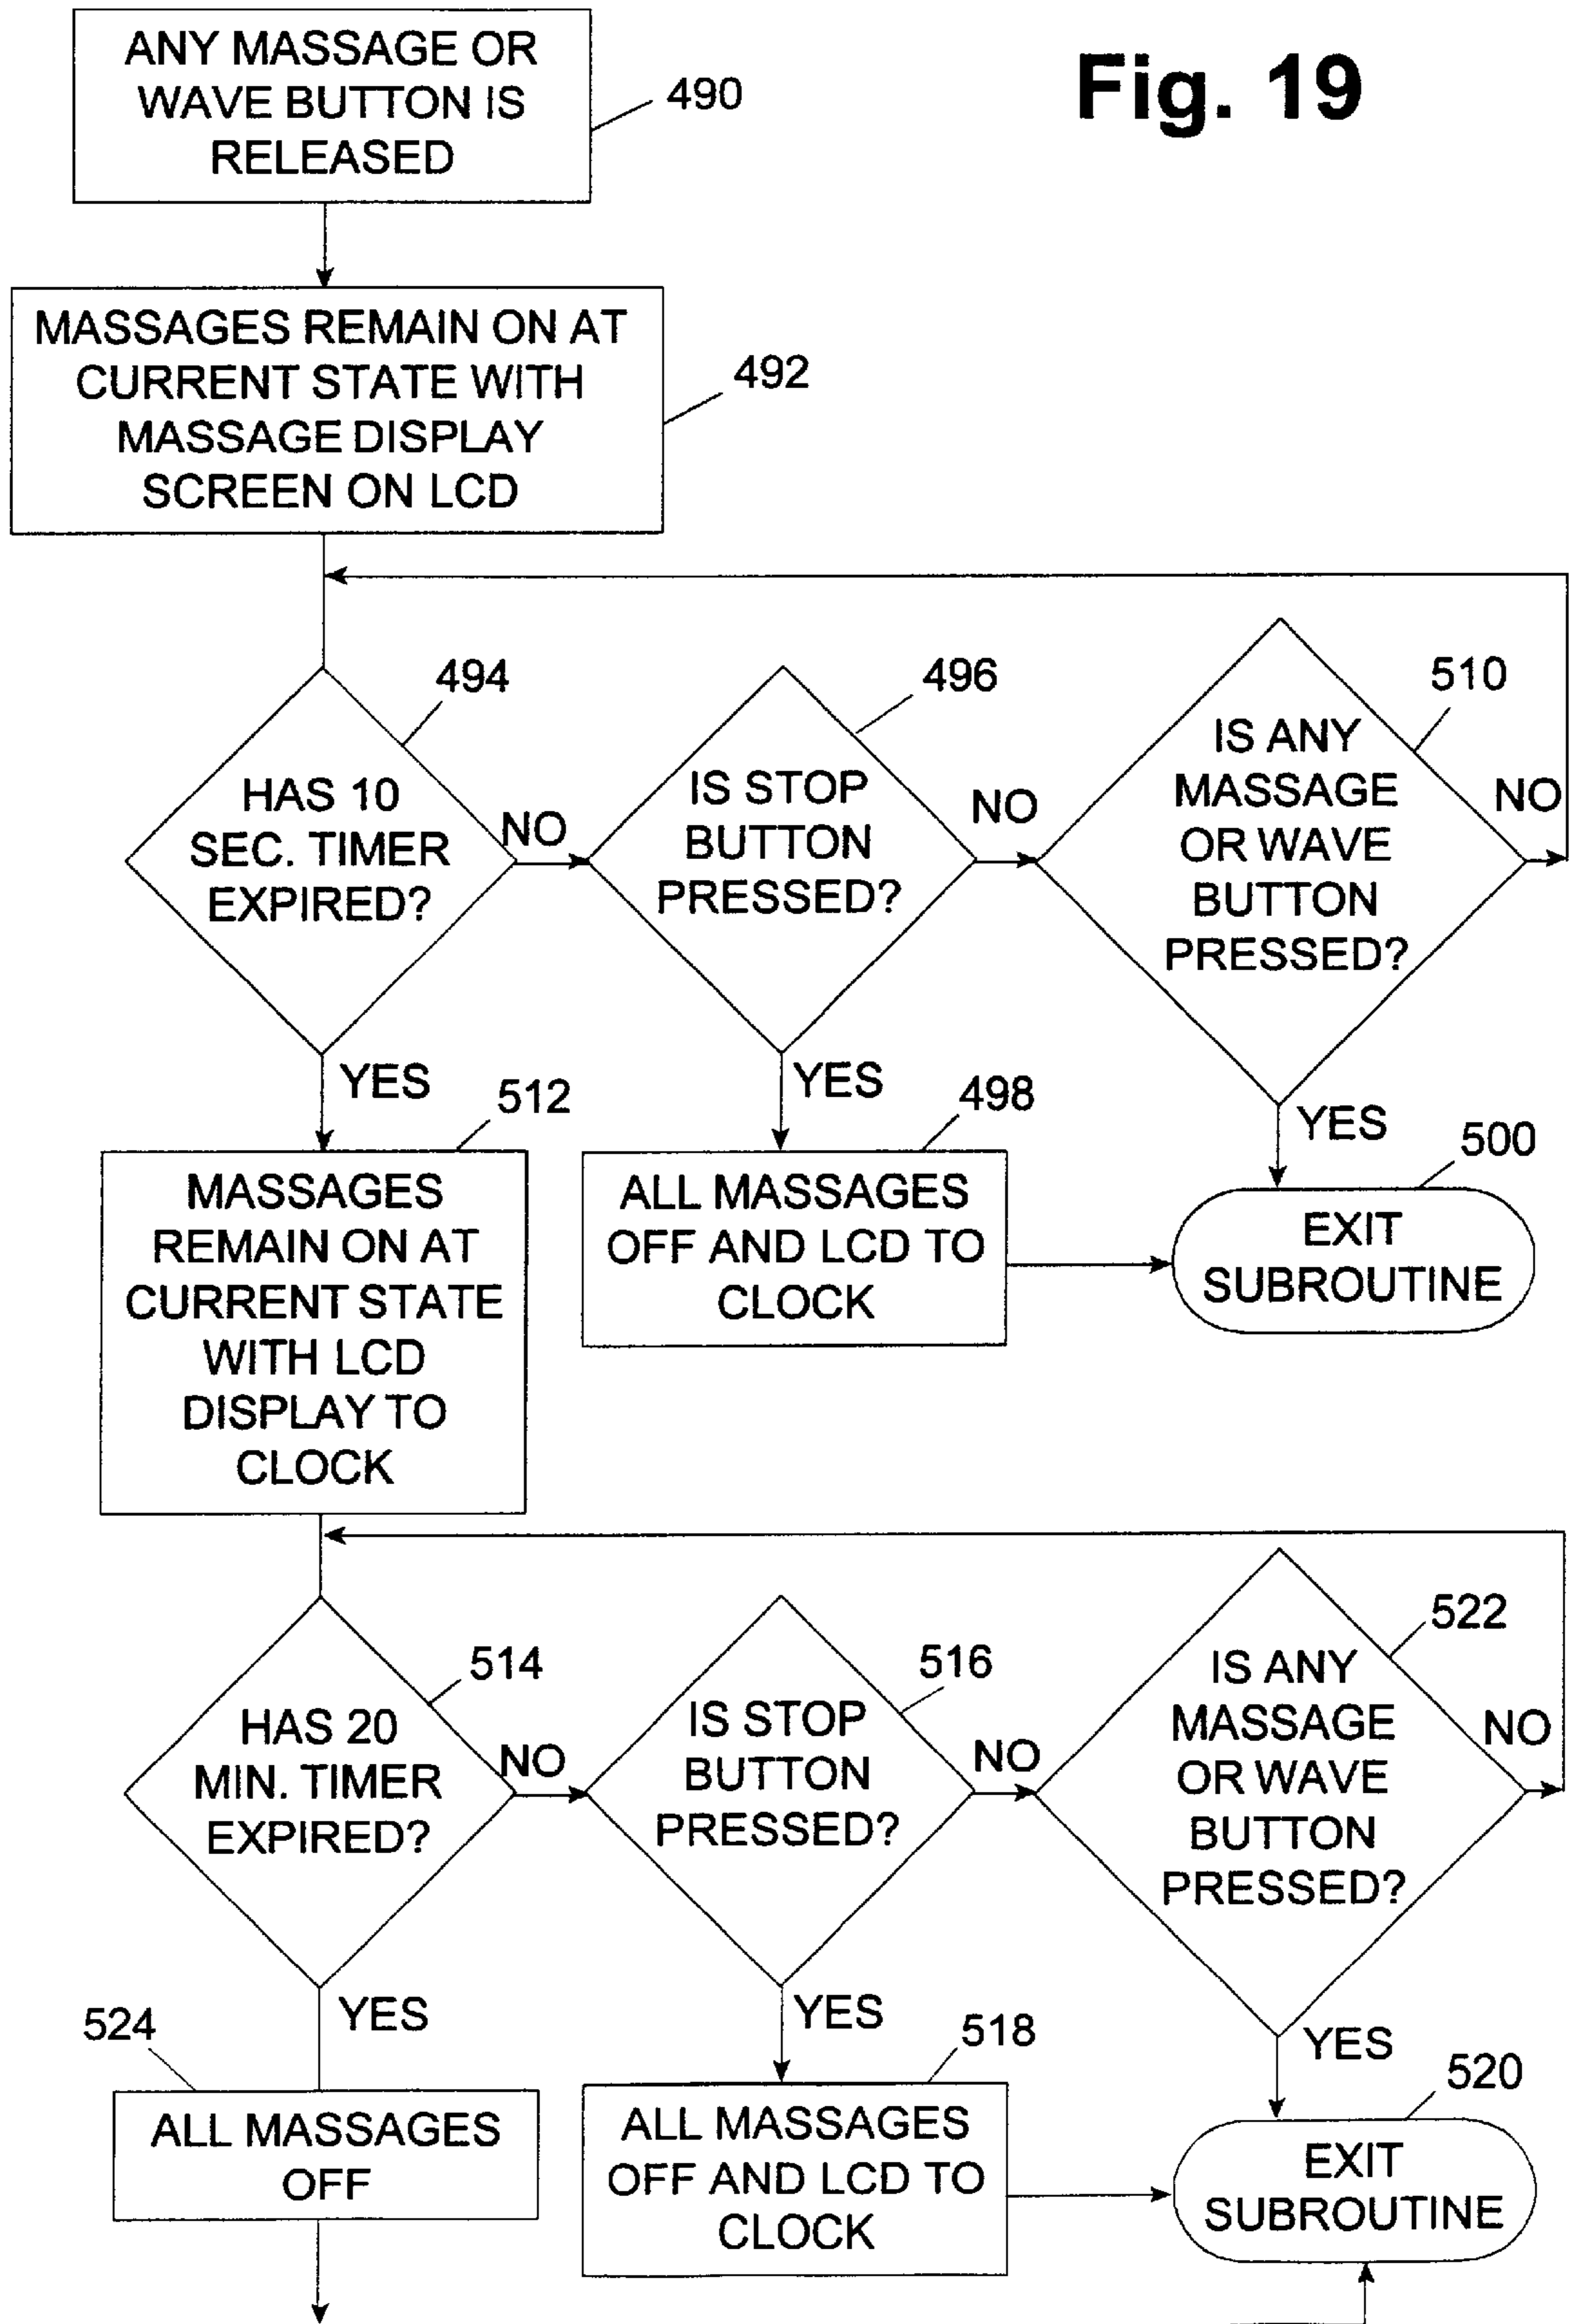 Fig. 19
ANY MASSAGE OR
WAVE BUTTON IS
RELEASED
490
MASSAGES REMAIN ON AT
CURRENT STATE WITH
MASSAGE DISPLAY
SCREEN ON LCD
492
HAS 10
SEC. TIMER
EXPIRED?
494
NO
YES
IS STOP
BUTTON
PRESSED?
496
NO
YES
IS ANY
MASSAGE
OR WAVE
BUTTON
PRESSED?
510
NO
YES
MASSAGES
REMAIN ON AT
CURRENT STATE
WITH LCD
DISPLAY TO
CLOCK
512
ALL MASSAGES
OFF AND LCD TO
CLOCK
498
EXIT
SUBROUTINE
500
HAS 20
MIN. TIMER
EXPIRED?
514
NO
YES
IS STOP
BUTTON
PRESSED?
516
NO
YES
IS ANY
MASSAGE
OR WAVE
BUTTON
PRESSED?
522
NO
YES
ALL MASSAGES
OFF
524
ALL MASSAGES
OFF AND LCD TO
CLOCK
518
EXIT
SUBROUTINE
520